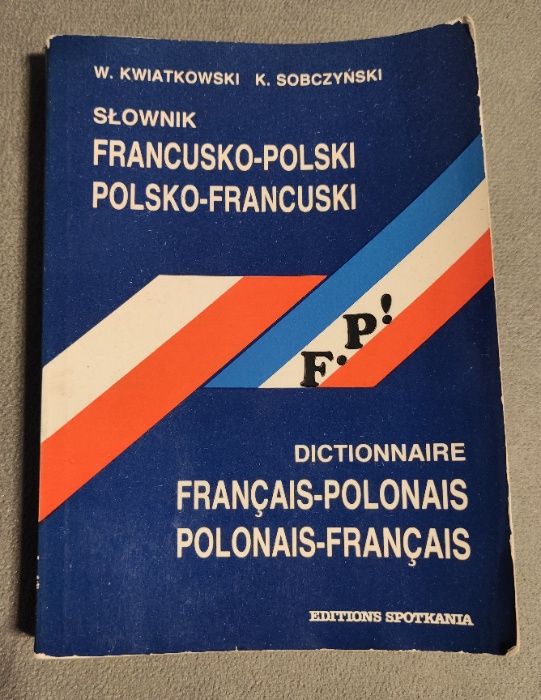 W. KWIATKOWSKI K. SOBCZYŃSKI
SŁOWNIK
FRANCUSKO-POLSKI
POLSKO-FRANCUSKI
F.P!
DICTIONNAIRE
FRANÇAIS-POLONAIS
POLONAIS-FRANÇAIS
EDITIONS SPOTKANIA